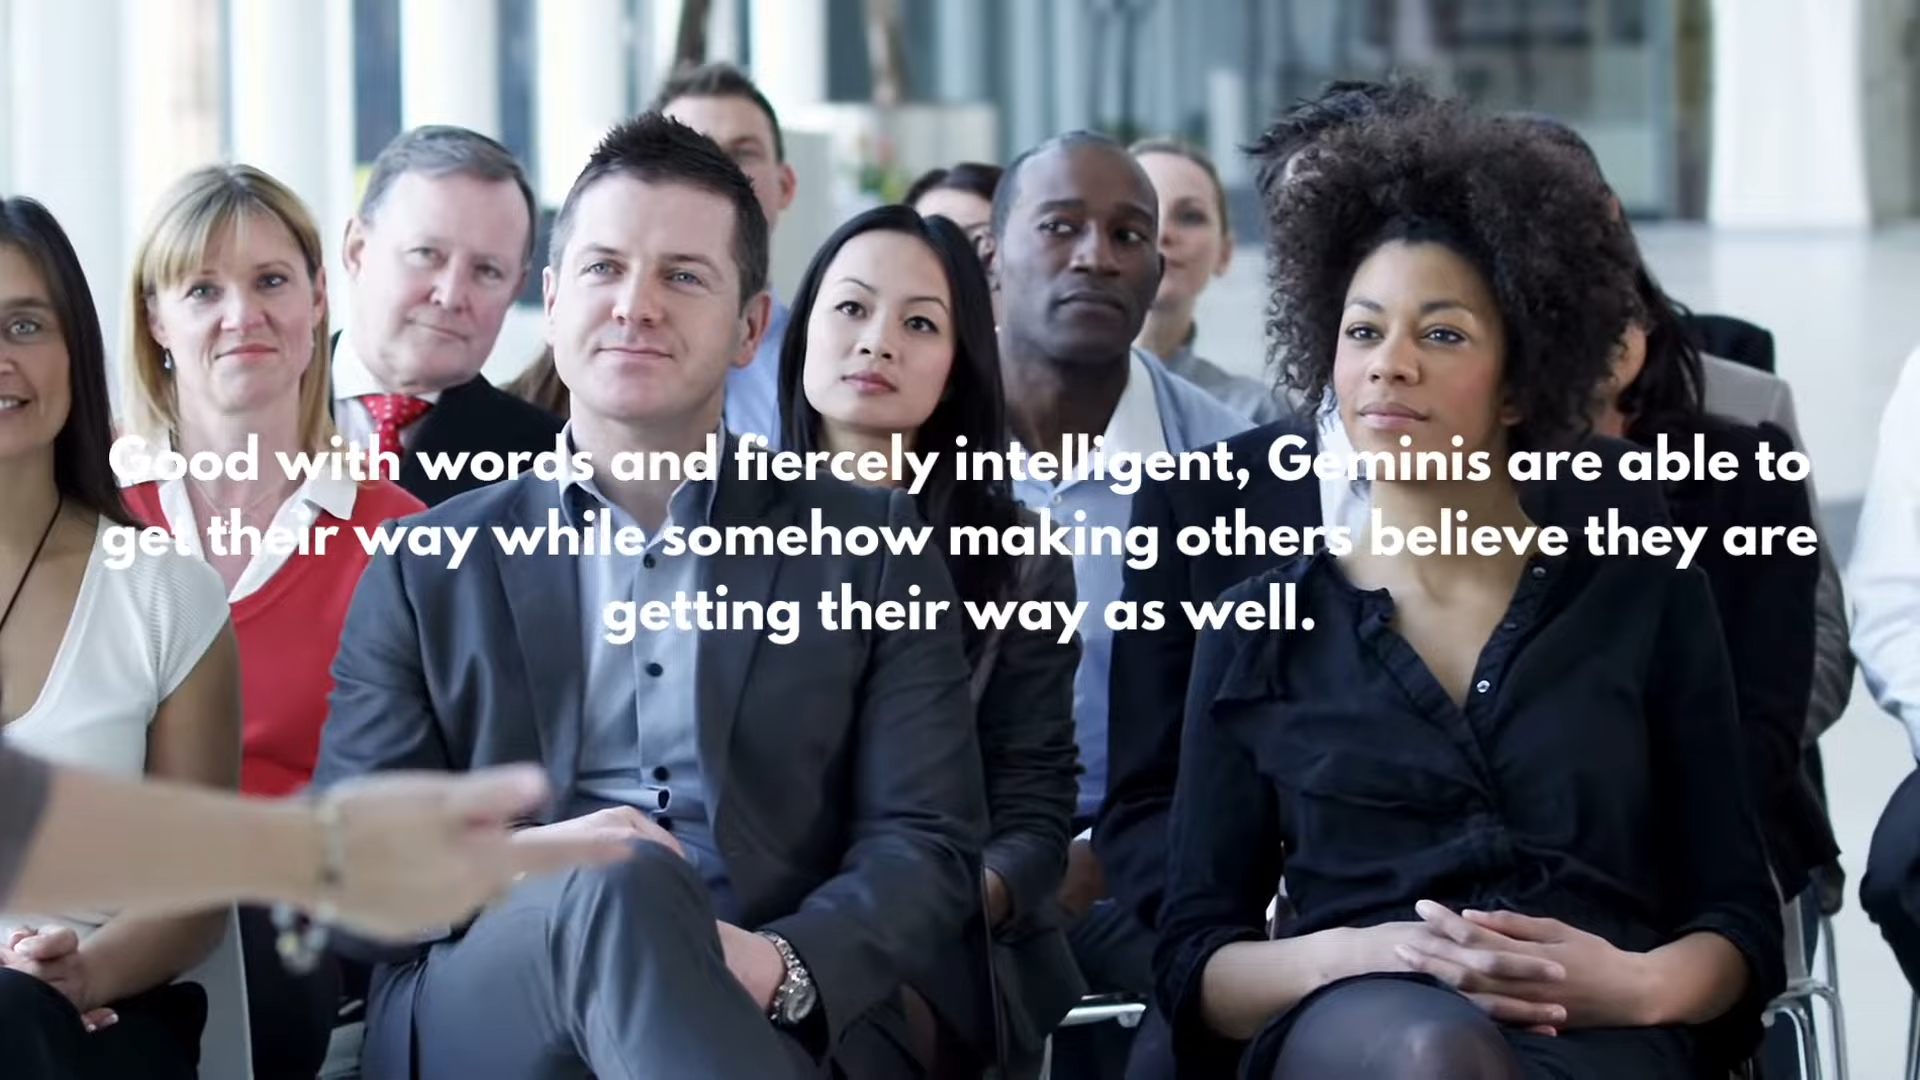 Good with words and fiercely intelligent, Geminis are able to
get their way while somehow making others believe they are
getting their way as well.